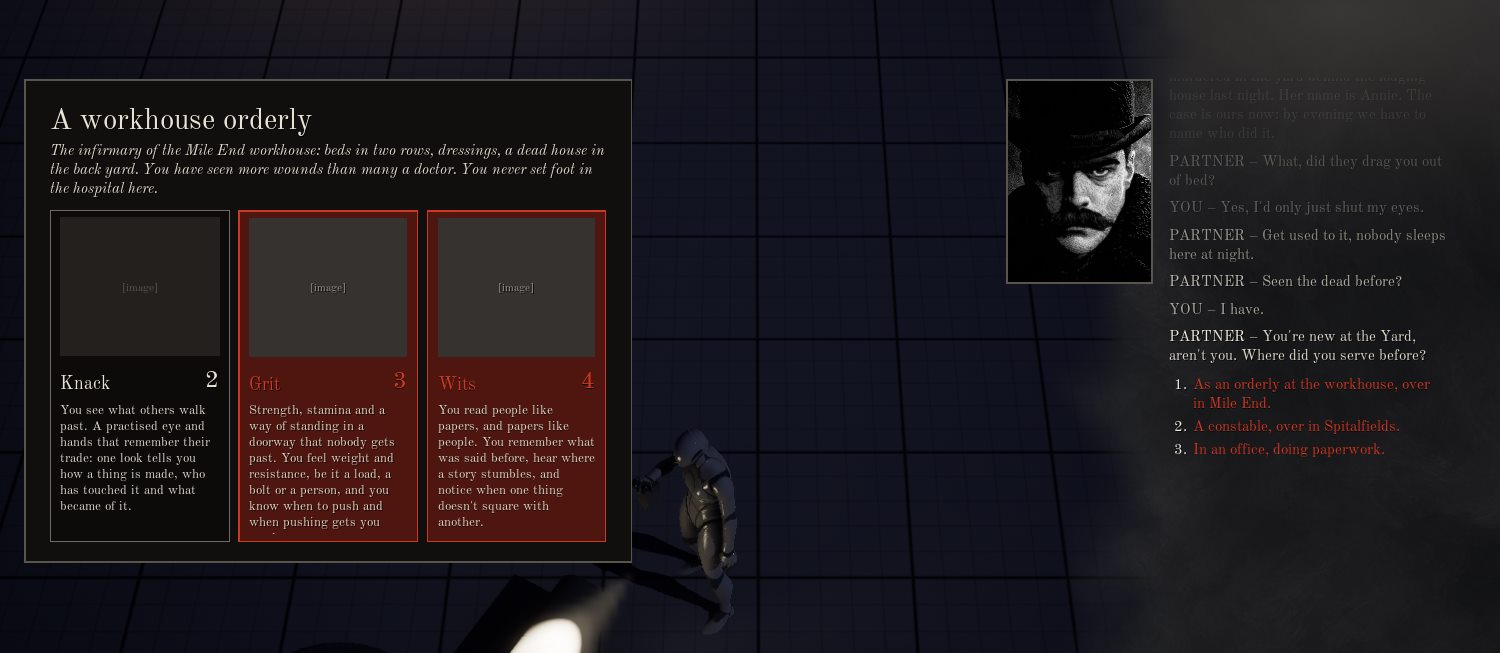 A workhouse orderly
The infirmary of the Mile End workhouse: beds in two rows, dressings, a dead house in
the back yard. You have seen more wounds than many a doctor. You never set foot in
the hospital here.
[image]
Knack 2
You see what others walk
past. A practised eye and
hands that remember their
trade: one look tells you
how a thing is made, who
has touched it and what
became of it.
[image]
Grit 3
Strength, stamina and a
way of standing in a
doorway that nobody gets
past. You feel weight and
resistance, be it a load, a
bolt or a person, and you
know when to push and
when pushing gets you
[image]
Wits 4
You read people like
papers, and papers like
people. You remember what
was said before, hear where
a story stumbles, and
notice when one thing
doesn't square with
another.
murdered in the yard behind the lodging
house last night. Her name is Annie. The
case is ours now: by evening we have to
name who did it.
PARTNER – What, did they drag you out
of bed?
YOU – Yes, I'd only just shut my eyes.
PARTNER – Get used to it, nobody sleeps
here at night.
PARTNER – Seen the dead before?
YOU – I have.
PARTNER – You're new at the Yard,
aren't you. Where did you serve before?
1. As an orderly at the workhouse, over
in Mile End.
2. A constable, over in Spitalfields.
3. In an office, doing paperwork.